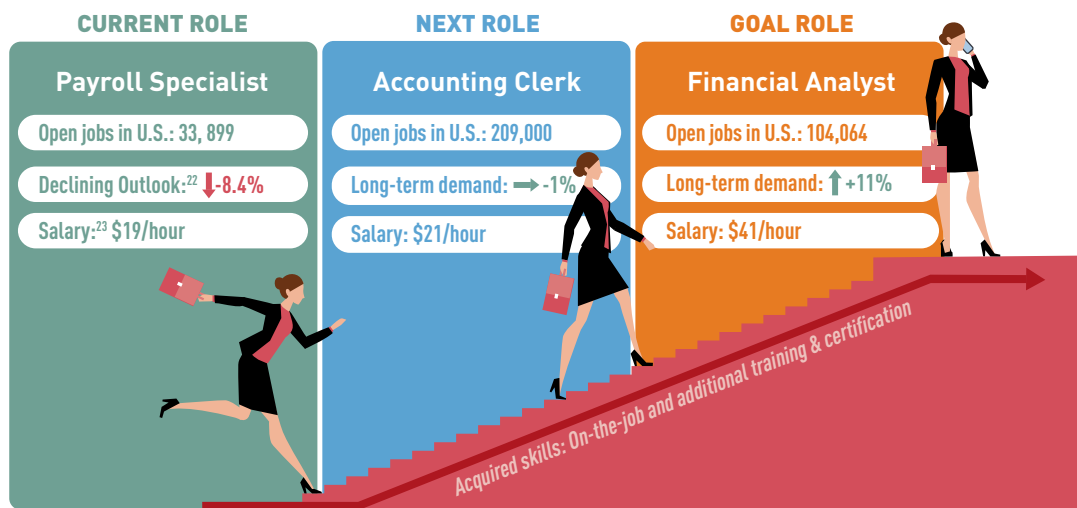 CURRENT ROLE
Payroll Specialist
Open jobs in U.S.: 33, 899
Declining Outlook:22 -8.4%
Salary:23 $19/hour
NEXT ROLE
Accounting Clerk
Open jobs in U.S.: 209,000
Long-term demand: -1%
Salary: $21/hour
GOAL ROLE
Financial Analyst
Open jobs in U.S.: 104,064
Long-term demand: +11%
Salary: $41/hour
Acquired skills: On-the-job and additional training & certification